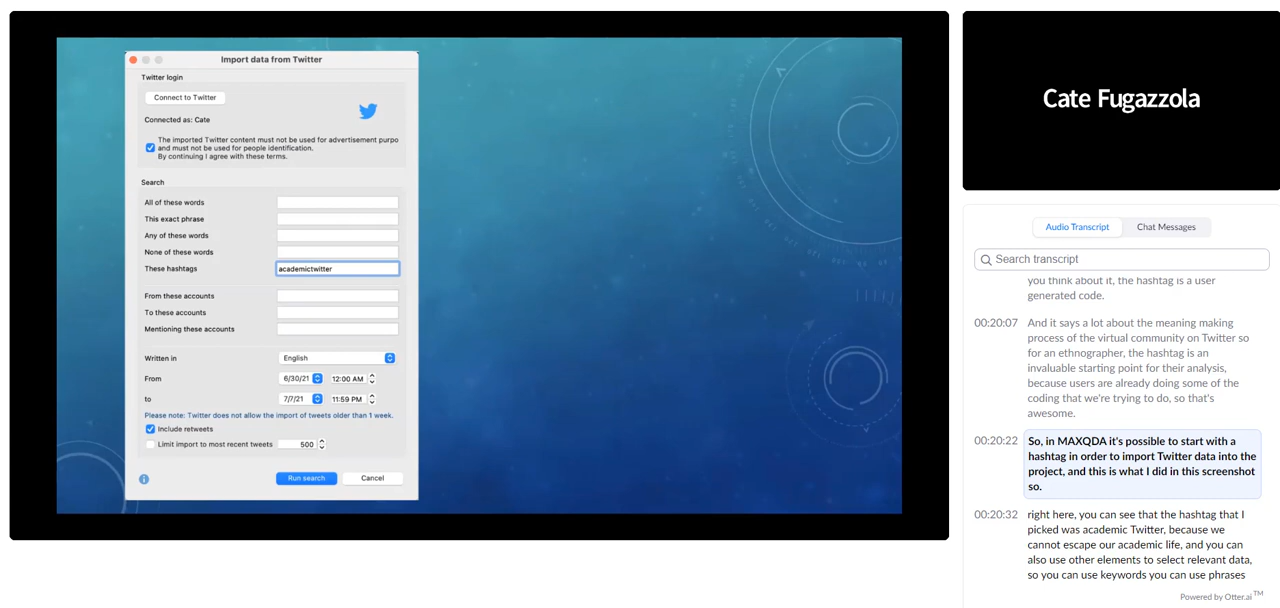 Import data from Twitter
Twitter login
Connect to Twitter
Connected as: Cate
The imported Twitter content must not be used for advertisement purpo
and must not be used for people identification.
By continuing I agree with these terms.
Search
All of these words
This exact phrase
Any of these words
None of these words
These hashtags academictwitter
From these accounts
To these accounts
Mentioning these accounts
Written in English
From 6/30/21 12:00 AM
to 7/7/21 11:59 PM
Please note: Twitter does not allow the import of tweets older than 1 week.
Include retweets
Limit import to most recent tweets 500
Run search Cancel
Cate Fugazzola
Audio Transcript Chat Messages
Search transcript
you think about it, the hashtag is a user
generated code.
00:20:07 And it says a lot about the meaning making
process of the virtual community on Twitter so
for an ethnographer, the hashtag is an
invaluable starting point for their analysis,
because users are already doing some of the
coding that we're trying to do, so that's
awesome.
00:20:22 So, in MAXQDA it's possible to start with a
hashtag in order to import Twitter data into the
project, and this is what I did in this screenshot
so.
00:20:32 right here, you can see that the hashtag that I
picked was academic Twitter, because we
cannot escape our academic life, and you can
also use other elements to select relevant data,
so you can use keywords you can use phrases
Powered by Otter.ai TM